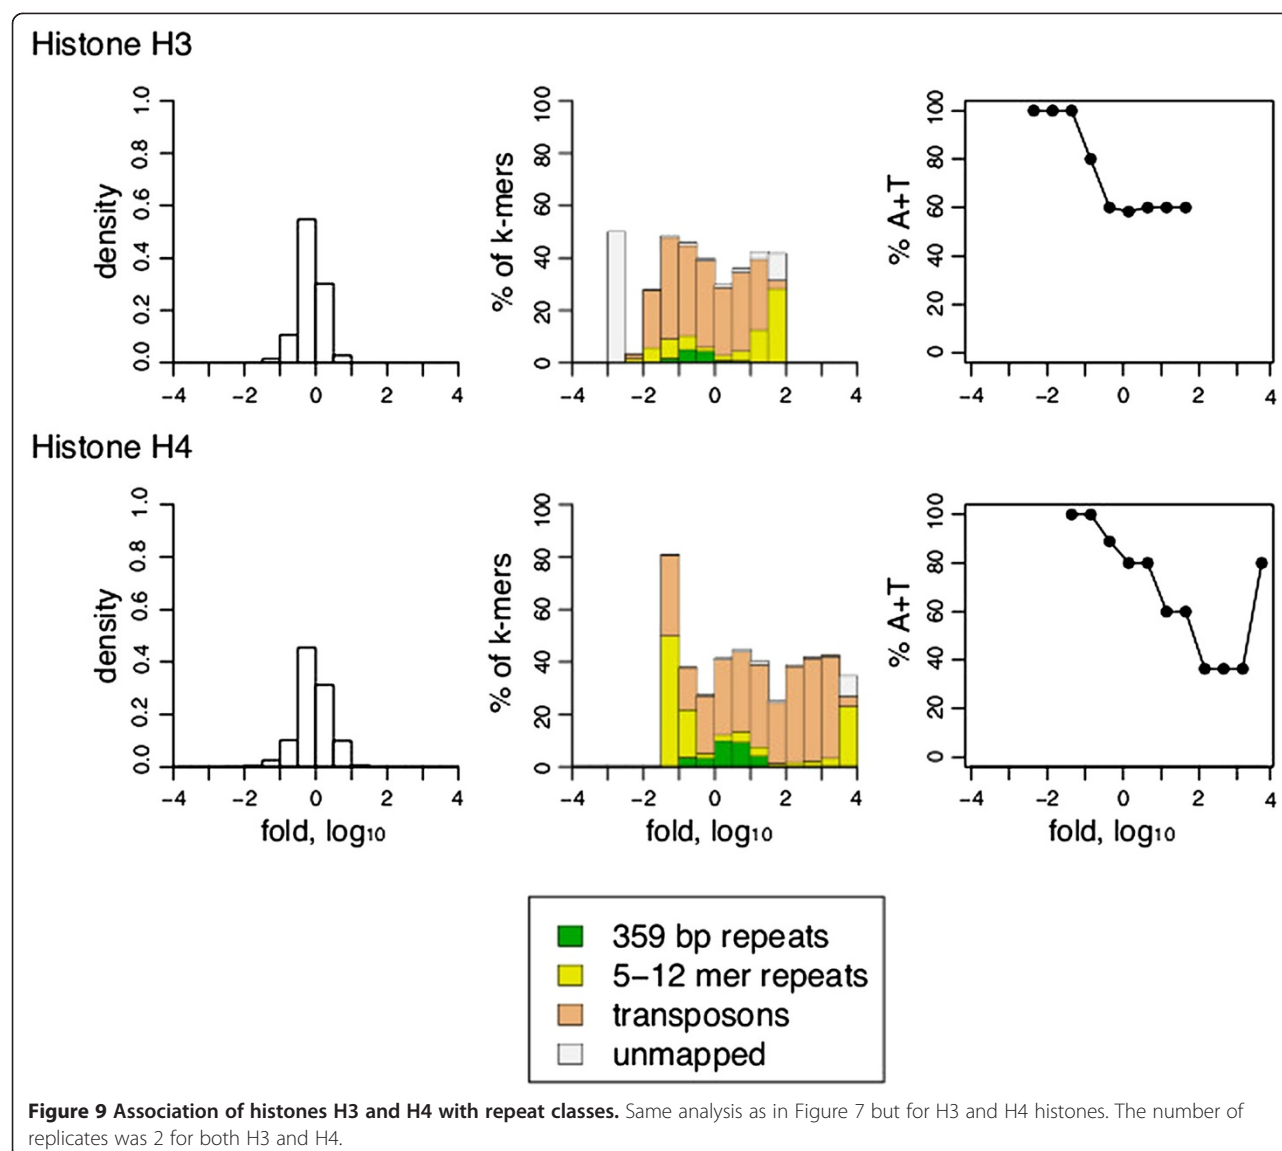 Histone H3
density
0.0 0.2 0.4 0.6 0.8 1.0
−4 −2 0 2 4
% of k-mers
0 20 40 60 80 100
−4 −2 0 2 4
% A+T
0 20 40 60 80 100
−4 −2 0 2 4
Histone H4
density
0.0 0.2 0.4 0.6 0.8 1.0
−4 −2 0 2 4
fold, log10
% of k-mers
0 20 40 60 80 100
−4 −2 0 2 4
fold, log10
% A+T
0 20 40 60 80 100
−4 −2 0 2 4
fold, log10
359 bp repeats
5−12 mer repeats
transposons
unmapped
Figure 9 Association of histones H3 and H4 with repeat classes. Same analysis as in Figure 7 but for H3 and H4 histones. The number of
replicates was 2 for both H3 and H4.